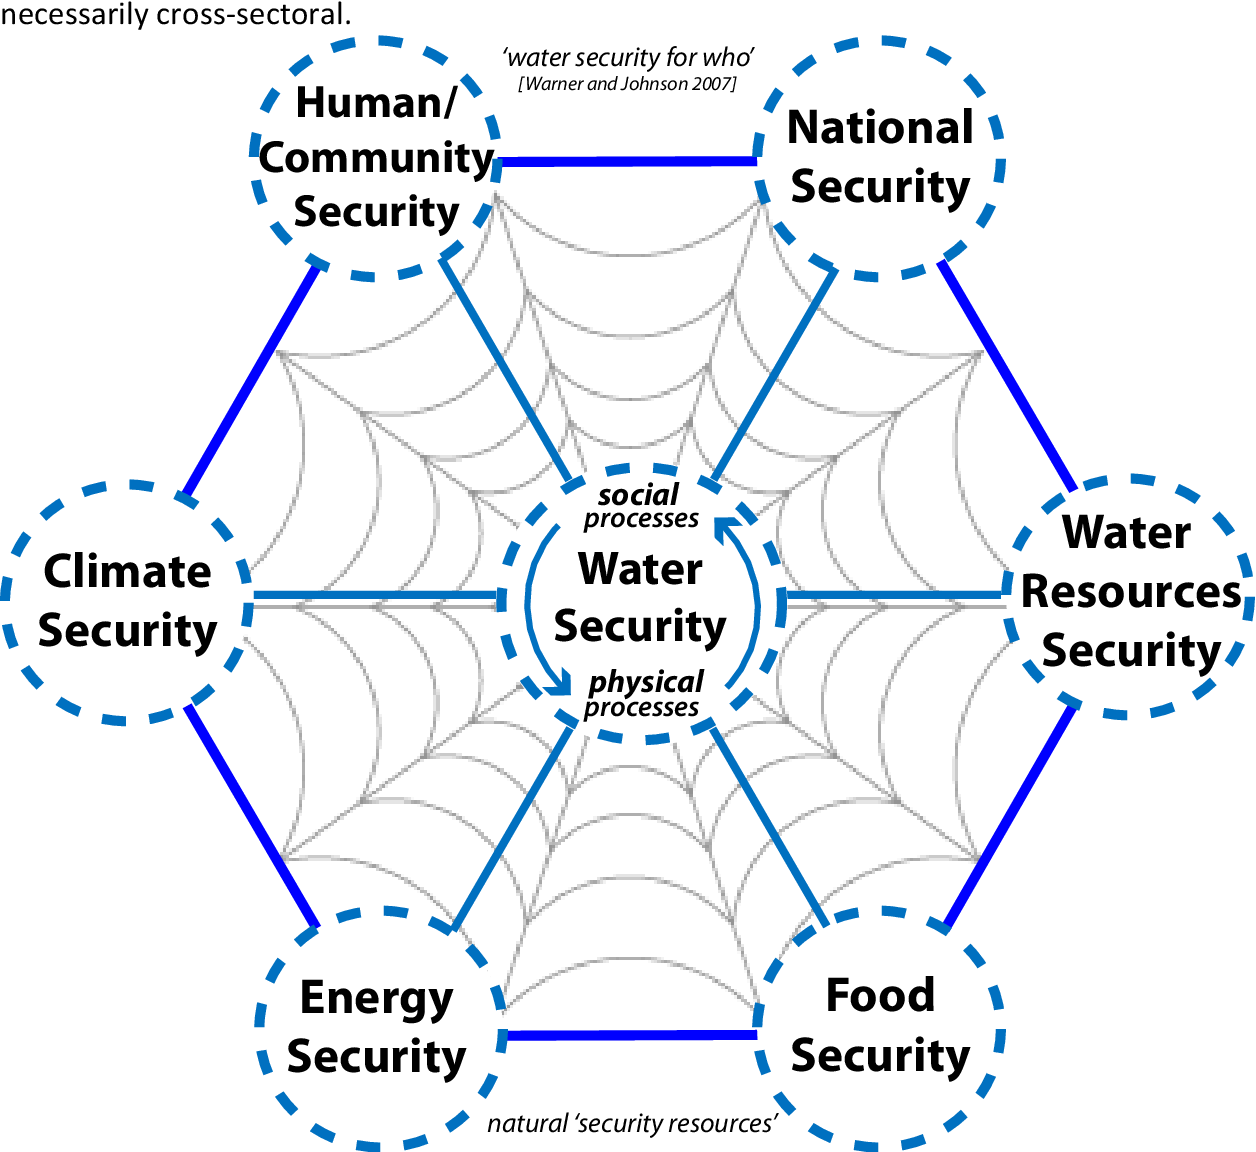 necessarily cross-sectoral.
‘water security for who’
[Warner and Johnson 2007]
Human/
Community
Security
National
Security
social
processes
Water
Security
physical
processes
Climate
Security
Water
Resources
Security
Energy
Security
Food
Security
natural ‘security resources’